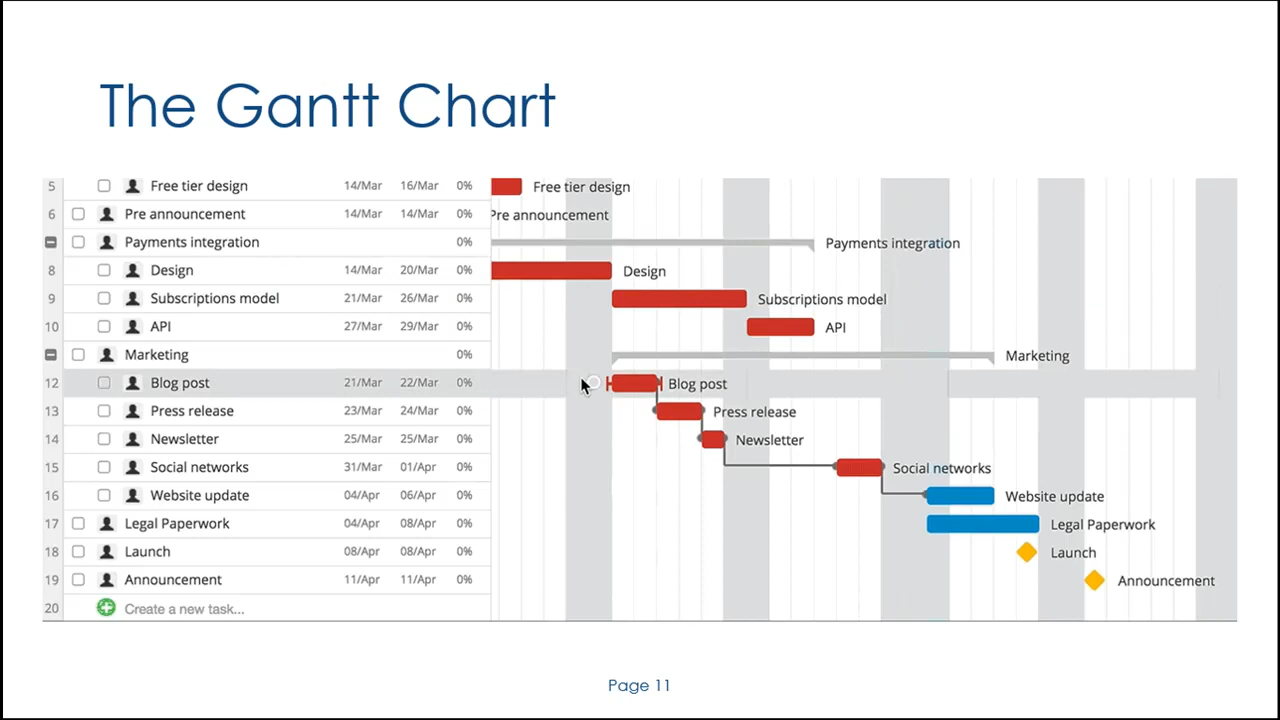 The Gantt Chart
5 Free tier design 14/Mar 16/Mar 0% Free tier design
6 Pre announcement 14/Mar 14/Mar 0% Pre announcement
Payments integration 0% Payments integration
8 Design 14/Mar 20/Mar 0% Design
9 Subscriptions model 21/Mar 26/Mar 0% Subscriptions model
10 API 27/Mar 29/Mar 0% API
Marketing 0% Marketing
12 Blog post 21/Mar 22/Mar 0% Blog post
13 Press release 23/Mar 24/Mar 0% Press release
14 Newsletter 25/Mar 25/Mar 0% Newsletter
15 Social networks 31/Mar 01/Apr 0% Social networks
16 Website update 04/Apr 06/Apr 0% Website update
17 Legal Paperwork 04/Apr 08/Apr 0% Legal Paperwork
18 Launch 08/Apr 08/Apr 0% Launch
19 Announcement 11/Apr 11/Apr 0% Announcement
20 Create a new task...
Page 11